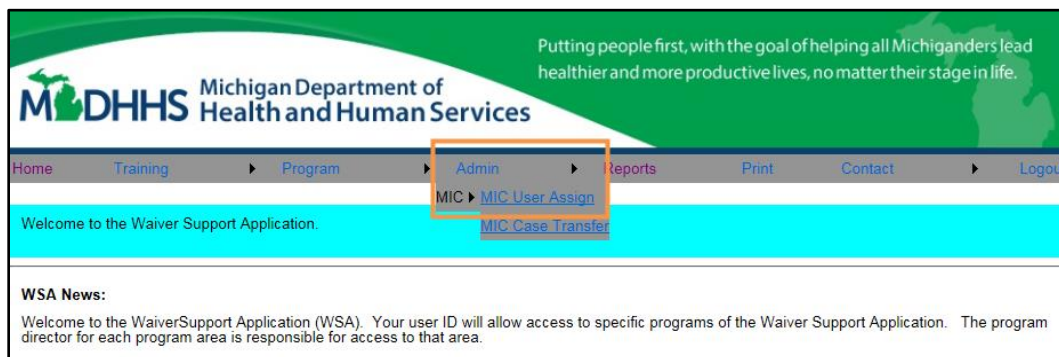 Putting people first, with the goal of helping all Michiganders lead
healthier and more productive lives, no matter their stage in life.
MDHHS Michigan Department of
Health and Human Services
Home Training Program Admin Reports Print Contact Logou
MIC MIC User Assign
MIC Case Transfer
Welcome to the Waiver Support Application.
WSA News:
Welcome to the WaiverSupport Application (WSA). Your user ID will allow access to specific programs of the Waiver Support Application. The program
director for each program area is responsible for access to that area.